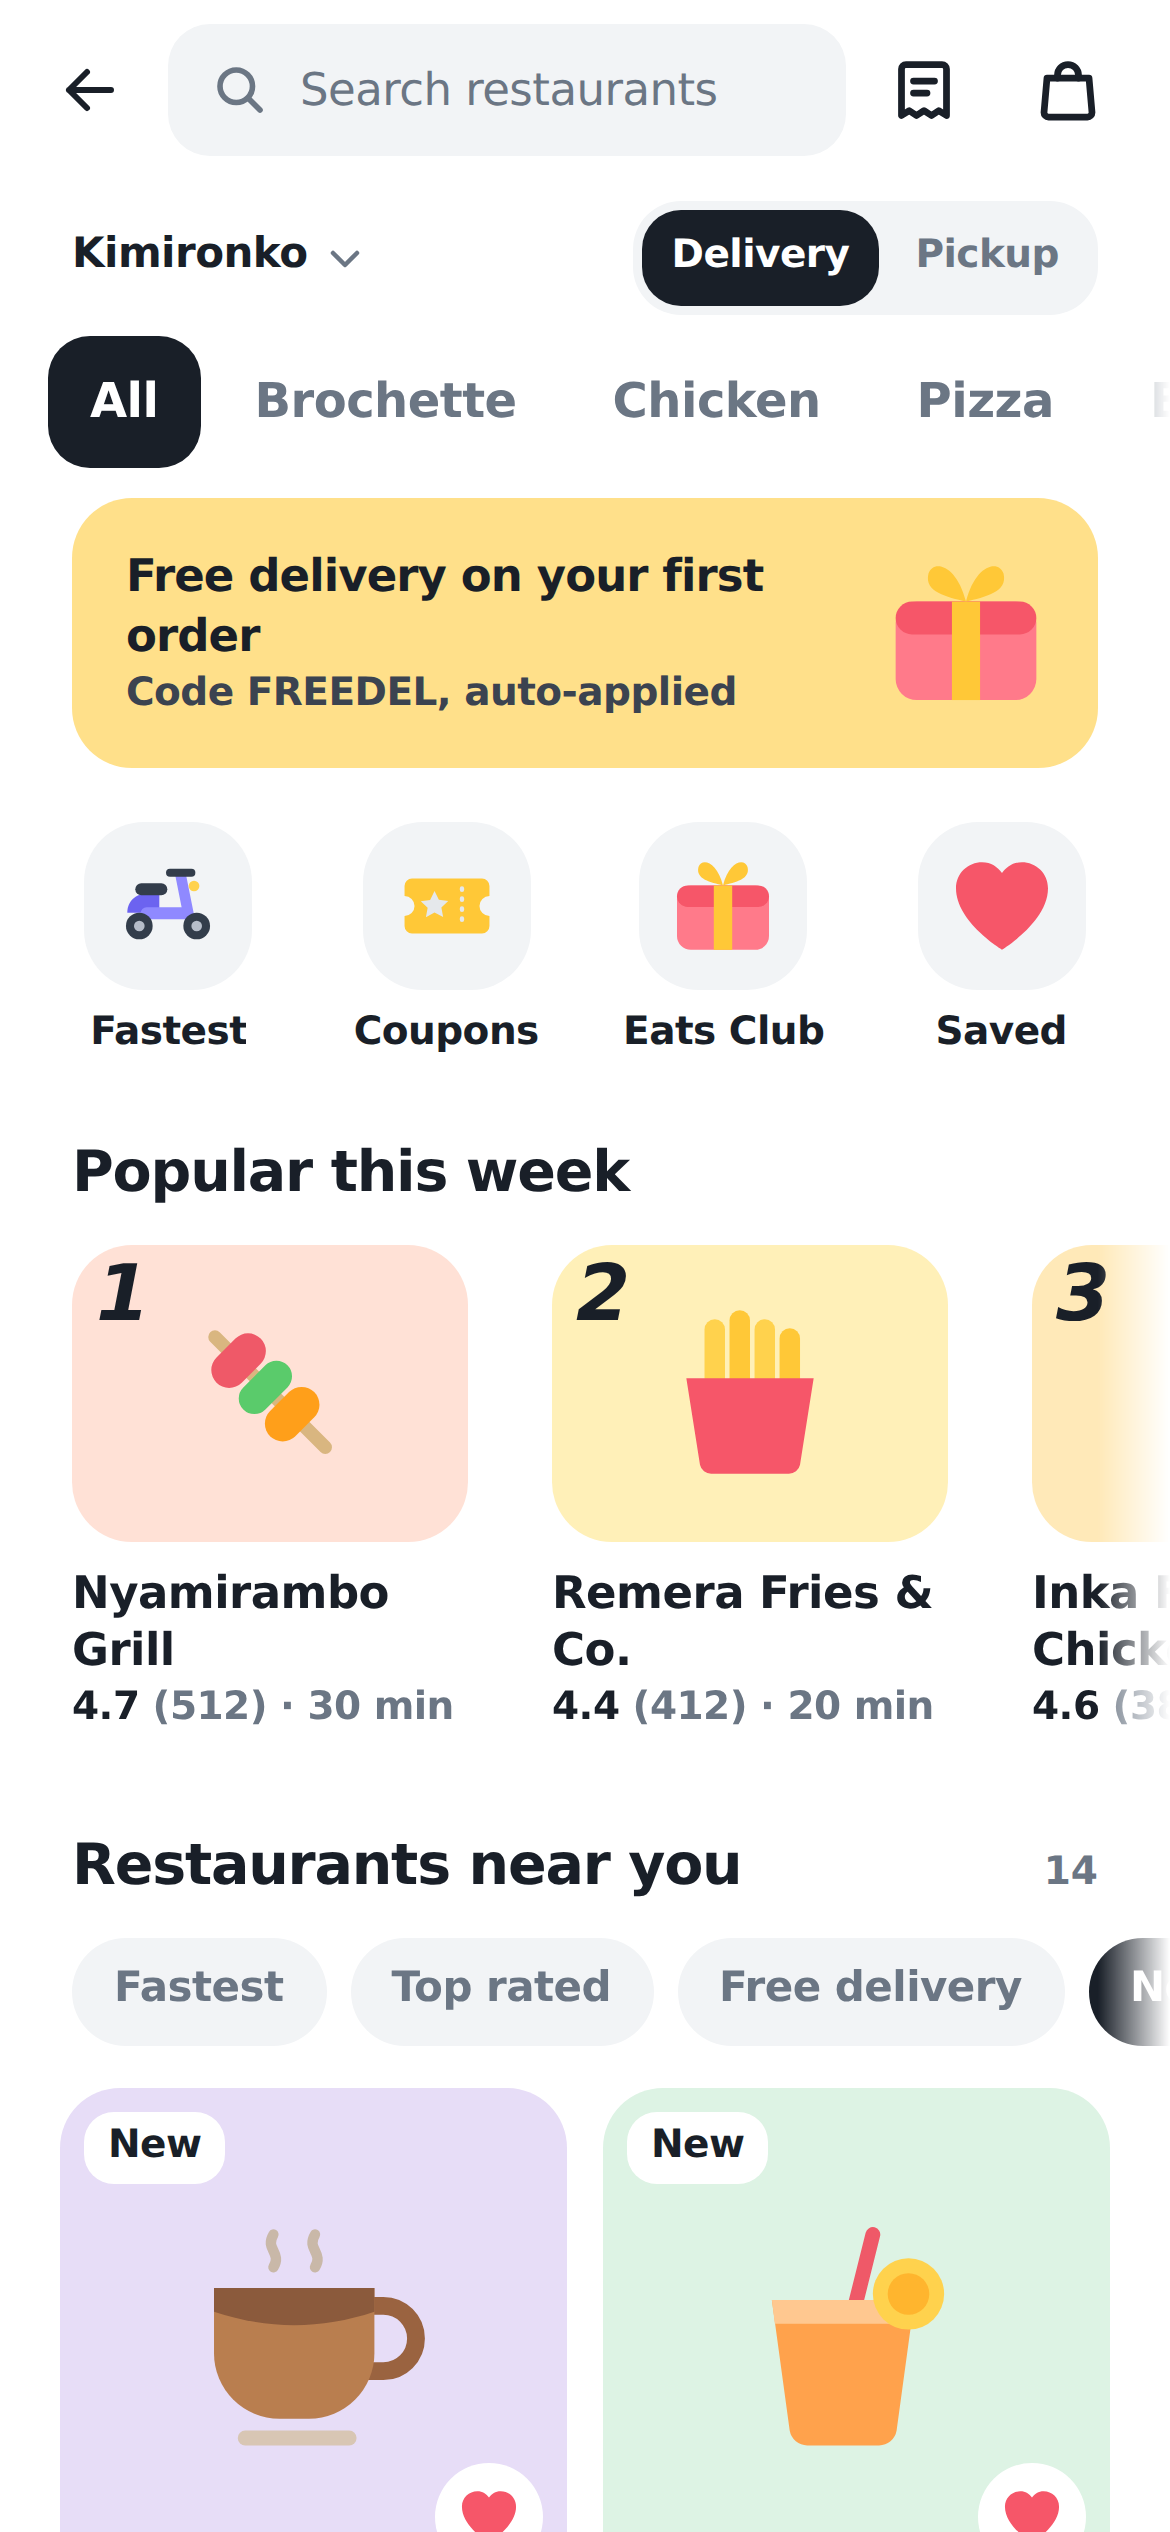 Search restaurants
Kimironko
Delivery
Pickup
All
Brochette
Chicken
Pizza
Free delivery on your first
order
Code FREEDEL, auto-applied
Fastest
Coupons
Eats Club
Saved
Popular this week
1
2
3
Nyamirambo
Grill
4.7 (512) · 30 min
Remera Fries &
Co.
4.4 (412) · 20 min
Inka
4.6
Restaurants near you
14
Fastest
Top rated
Free delivery
New
New